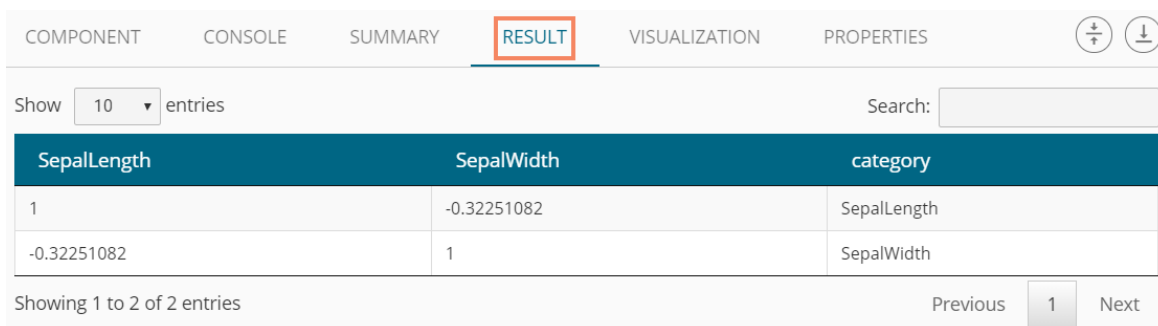 COMPONENT CONSOLE SUMMARY RESULT VISUALIZATION PROPERTIES
Show 10 entries Search:
SepalLength SepalWidth category
1 -0.32251082 SepalLength
-0.32251082 1 SepalWidth
Showing 1 to 2 of 2 entries Previous 1 Next